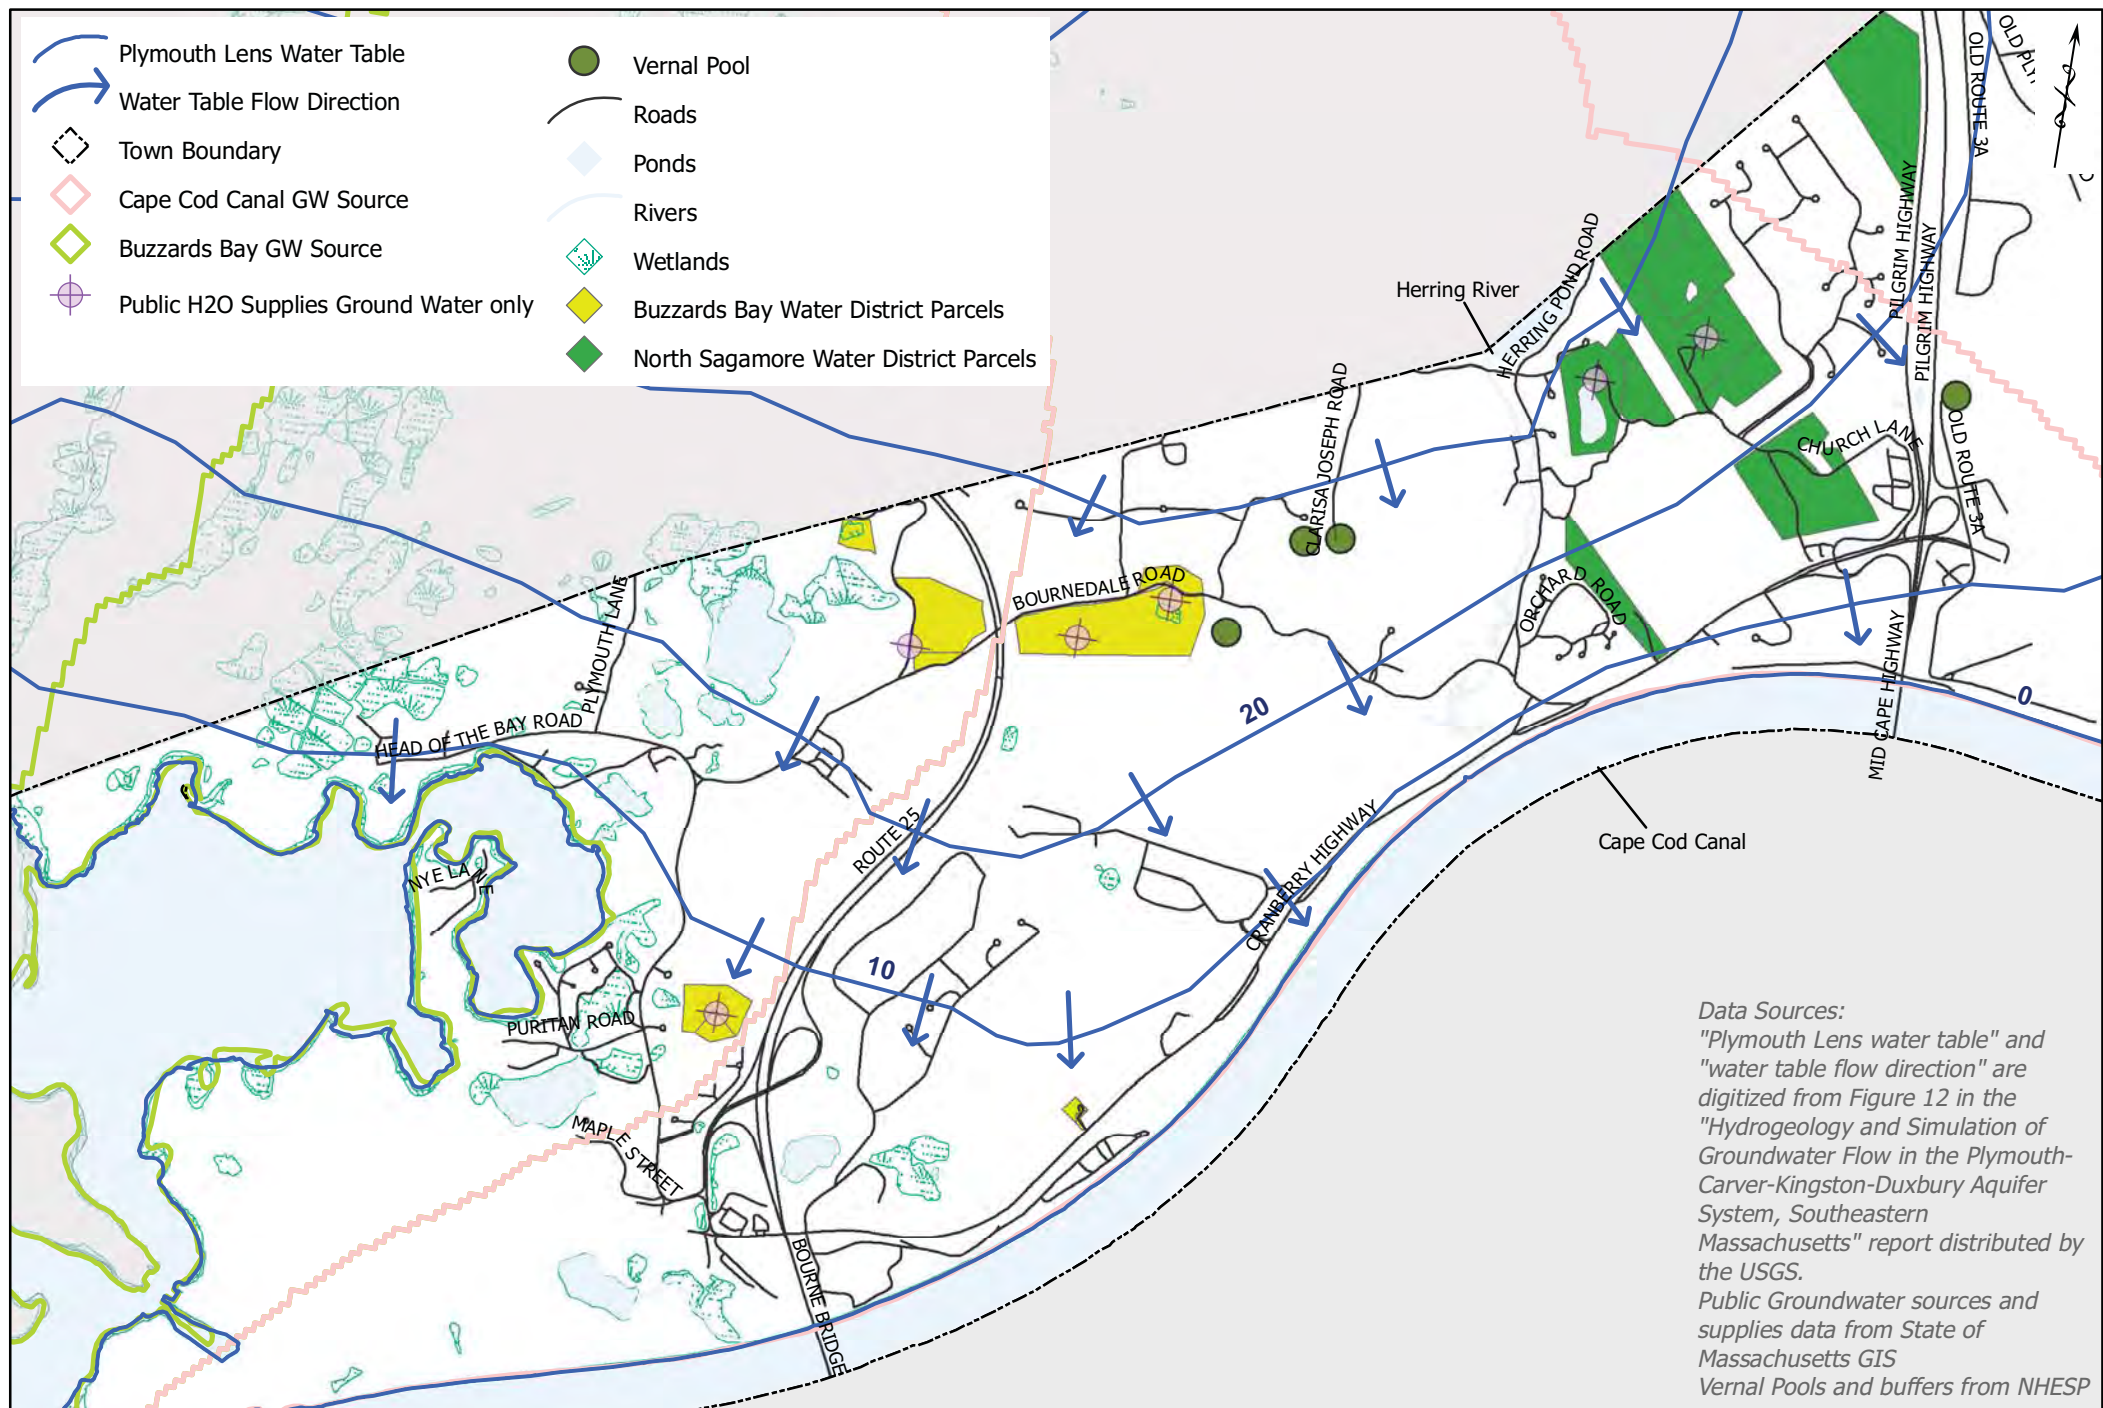 Plymouth Lens Water Table
Water Table Flow Direction
Town Boundary
Cape Cod Canal GW Source
Buzzards Bay GW Source
Public H2O Supplies Ground Water only
Vernal Pool
Roads
Ponds
Rivers
Wetlands
Buzzards Bay Water District Parcels
North Sagamore Water District Parcels
OLD ROUTE 3A
PILGRIM HIGHWAY
PILGRIM HIGHWAY
Herring River
HERRING POND ROAD
CLARISA JOSEPH ROAD
CHURCH LANE
OLD ROUTE 3A
BOURNEDALE ROAD
ORCHARD ROAD
PLYMOUTH LANE
HEAD OF THE BAY ROAD
MID CAPE HIGHWAY
0
20
ROUTE 25
CRANBERRY HIGHWAY
Cape Cod Canal
NYE LANE
10
PURITAN ROAD
MAPLE STREET
BOURNE BRIDGE
Data Sources:
"Plymouth Lens water table" and
"water table flow direction" are
digitized from Figure 12 in the
"Hydrogeology and Simulation of
Groundwater Flow in the Plymouth-
Carver-Kingston-Duxbury Aquifer
System, Southeastern
Massachusetts" report distributed by
the USGS.
Public Groundwater sources and
supplies data from State of
Massachusetts GIS
Vernal Pools and buffers from NHESP